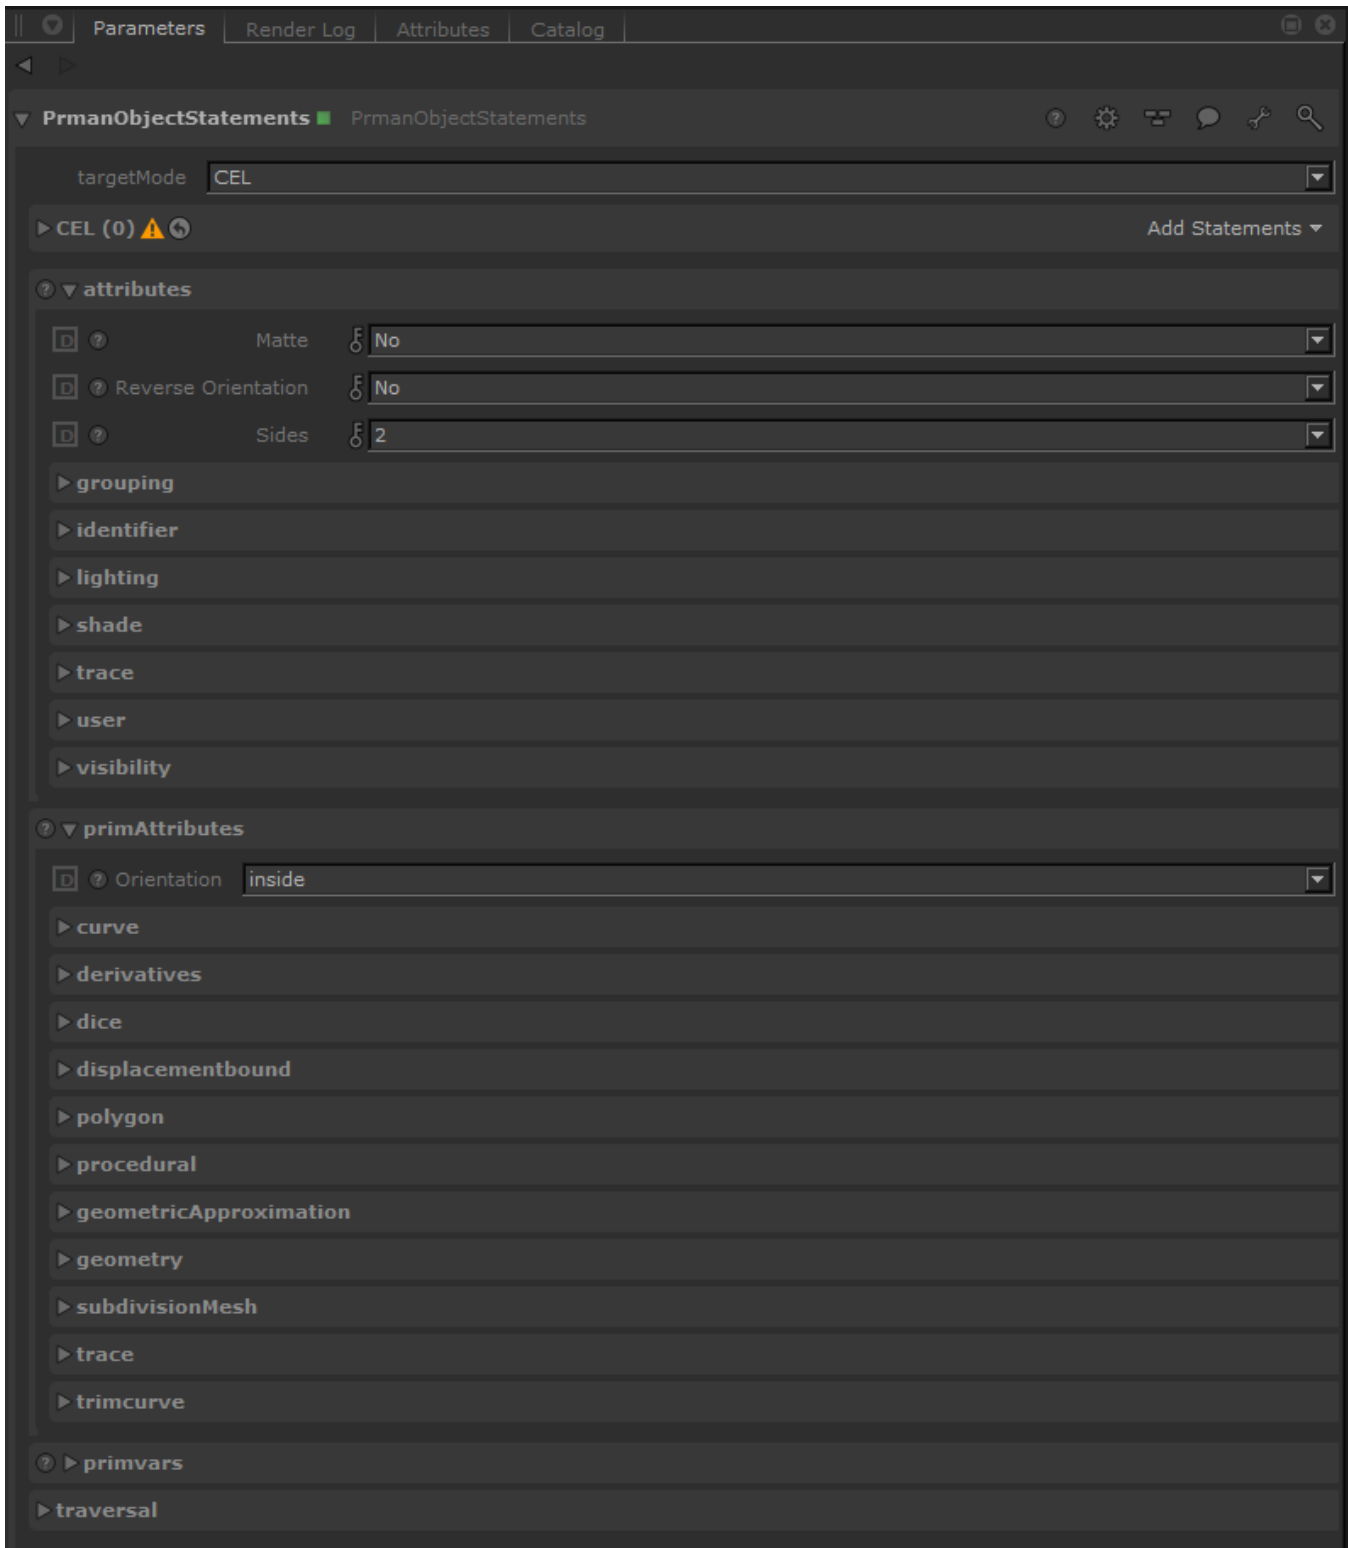 Parameters Render Log Attributes Catalog
PrmanObjectStatements PrmanObjectStatements
targetMode CEL
CEL (0) Add Statements
attributes
D ? Matte No
D ? Reverse Orientation No
D ? Sides 2
grouping
identifier
lighting
shade
trace
user
visibility
primAttributes
D ? Orientation inside
curve
derivatives
dice
displacementbound
polygon
procedural
geometricApproximation
geometry
subdivisionMesh
trace
trimcurve
primvars
traversal